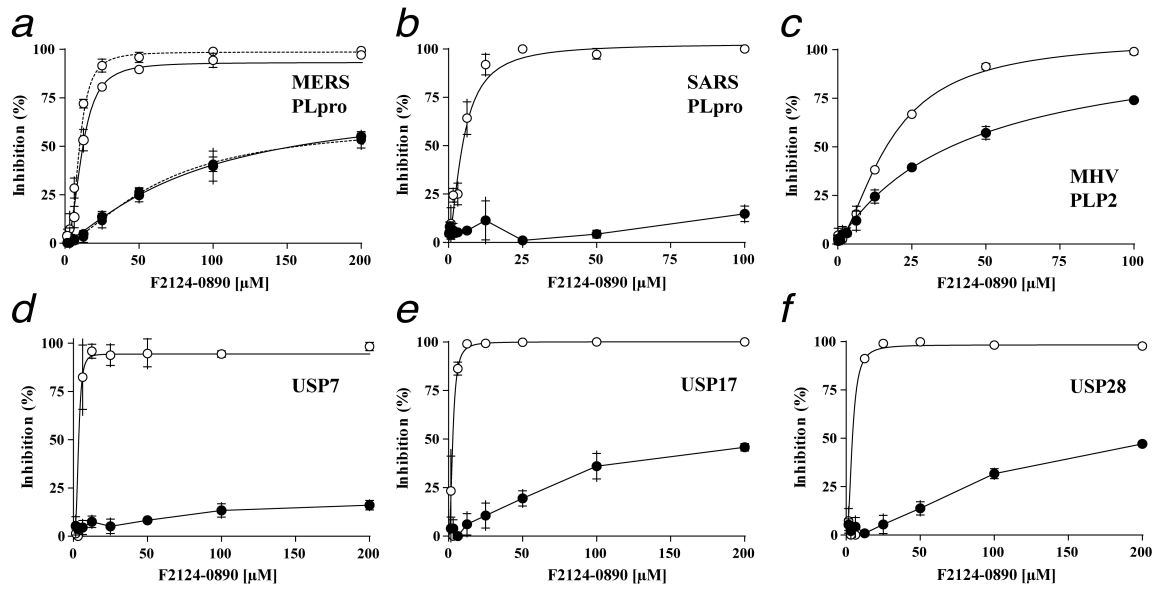 a
100
75
50
25
0
Inhibition (%)
MERS
PLpro
0 50 100 150 200
F2124-0890 [µM]
b
100
75
50
25
0
Inhibition (%)
SARS
PLpro
0 25 50 75 100
F2124-0890 [µM]
c
100
75
50
25
0
Inhibition (%)
MHV
PLP2
0 25 50 75 100
F2124-0890 [µM]
d
100
75
50
25
0
Inhibition (%)
USP7
0 50 100 150 200
F2124-0890 [µM]
e
100
75
50
25
0
Inhibition (%)
USP17
0 50 100 150 200
F2124-0890 [µM]
f
100
75
50
25
0
Inhibition (%)
USP28
0 50 100 150 200
F2124-0890 [µM]